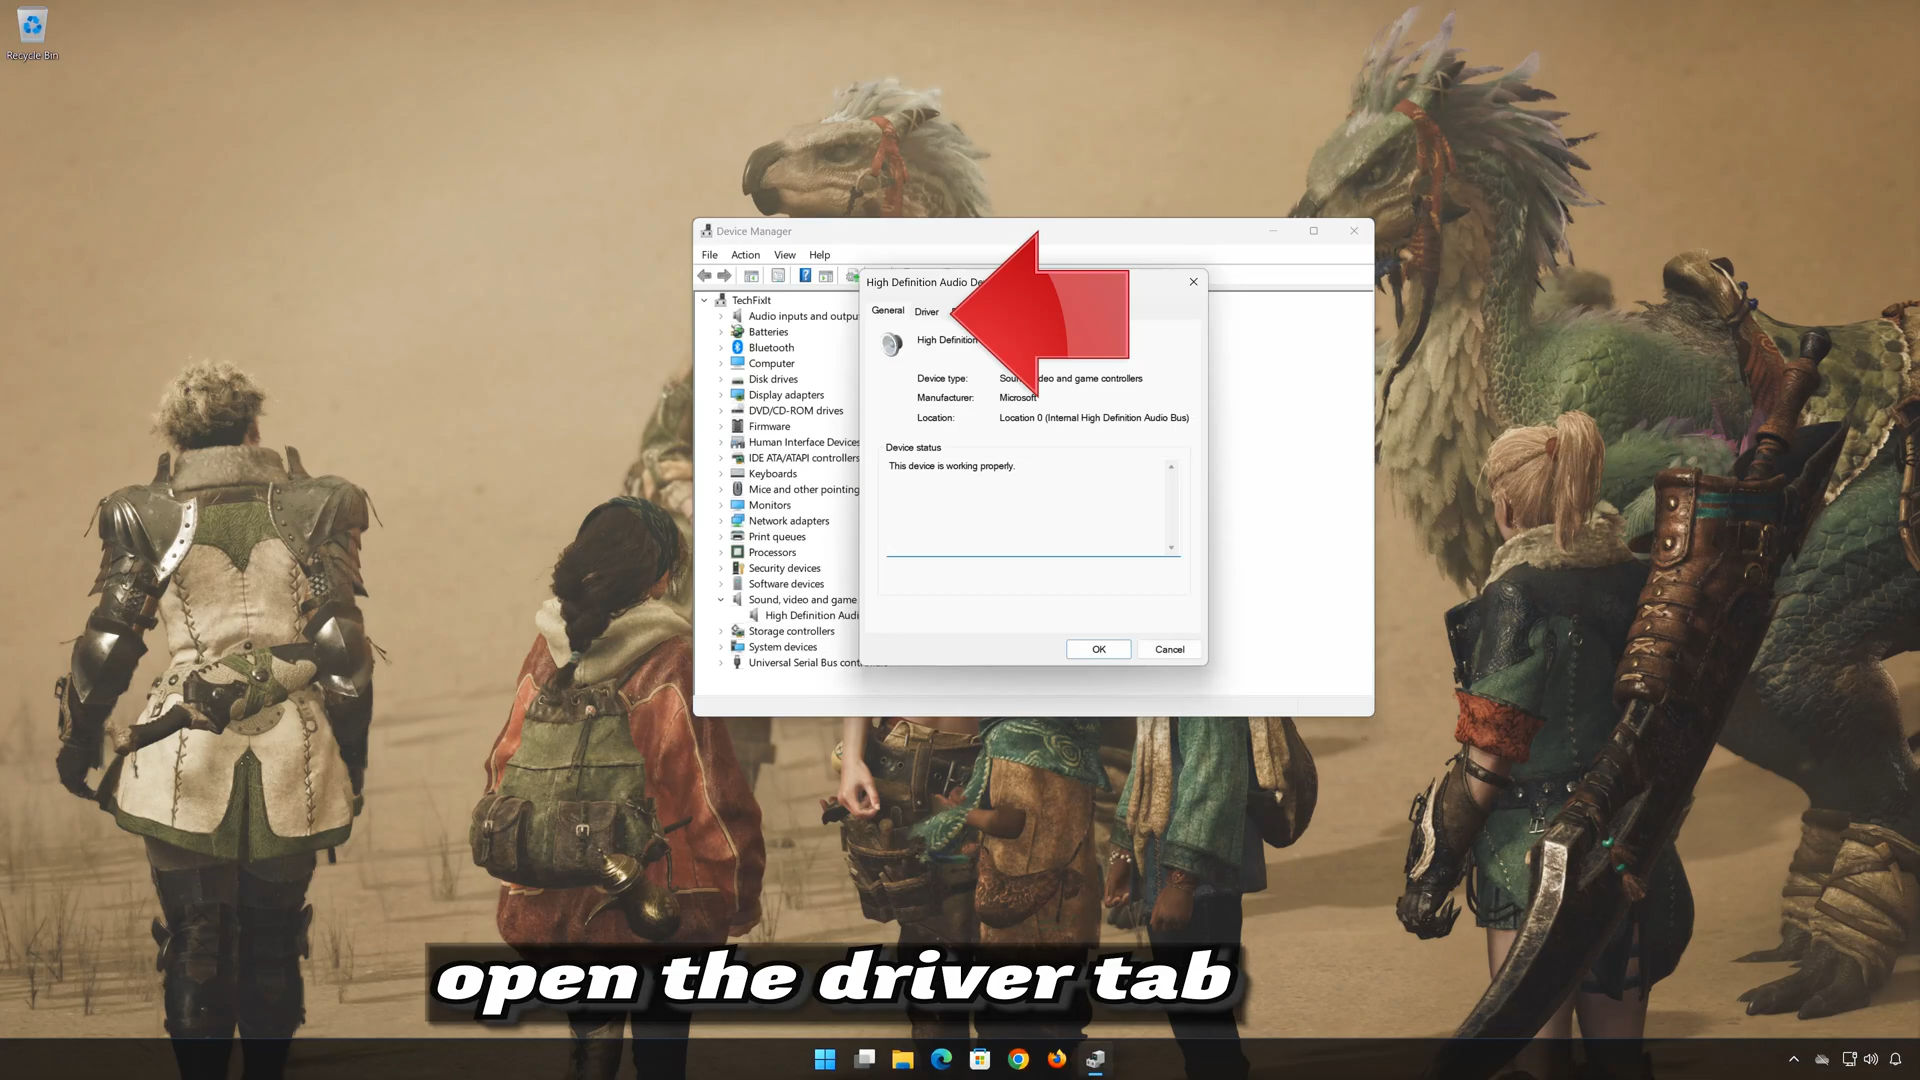 Recycle Bin
Device Manager
File Action View Help
TechFixIt
Audio inputs and outpu
Batteries
Bluetooth
Computer
Disk drives
Display adapters
DVD/CD-ROM drives
Firmware
Human Interface Devices
IDE ATA/ATAPI controllers
Keyboards
Mice and other pointing
Monitors
Network adapters
Print queues
Processors
Security devices
Software devices
Sound, video and game
High Definition Audi
Storage controllers
System devices
Universal Serial Bus
High Definition Audio De
General Driver
High Definition
Device type: Sound, video and game controllers
Manufacturer: Microsoft
Location: Location 0 (Internal High Definition Audio Bus)
Device status
This device is working properly.
OK Cancel
open the driver tab